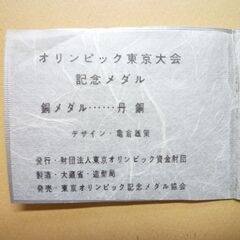 オリンピック東京大会
記念メダル
銅メダル……丹銅
デザイン・亀倉雄策
発行・財団法人東京オリンピック資金財団
製造・大蔵省・造幣局
発売・東京オリンピック記念メダル協会